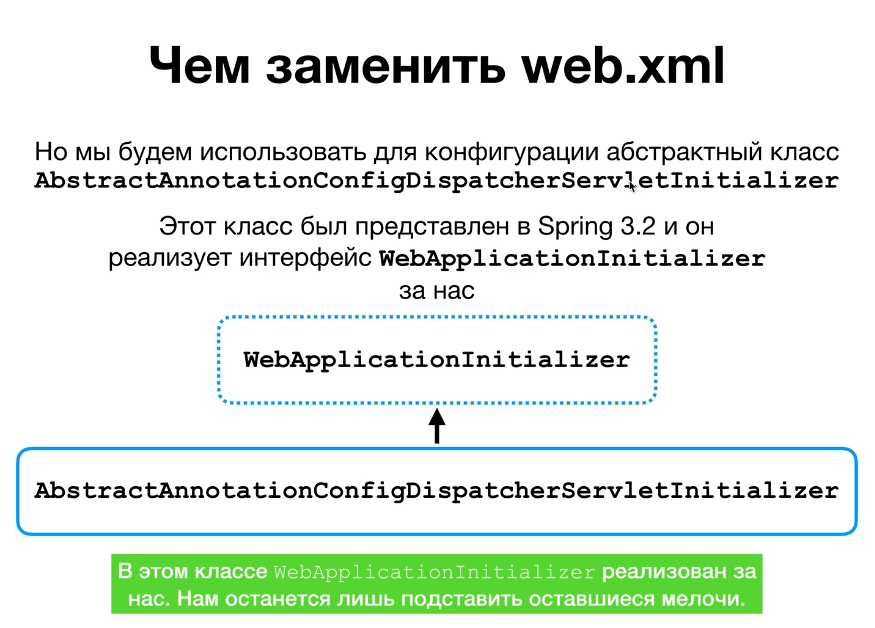 Чем заменить web.xml
Но мы будем использовать для конфигурации абстрактный класс
AbstractAnnotationConfigDispatcherServletInitializer
Этот класс был представлен в Spring 3.2 и он
реализует интерфейс WebApplicationInitializer
за нас
WebApplicationInitializer
AbstractAnnotationConfigDispatcherServletInitializer
В этом классе WebApplicationInitializer реализован за
нас. Нам останется лишь подставить оставшиеся мелочи.